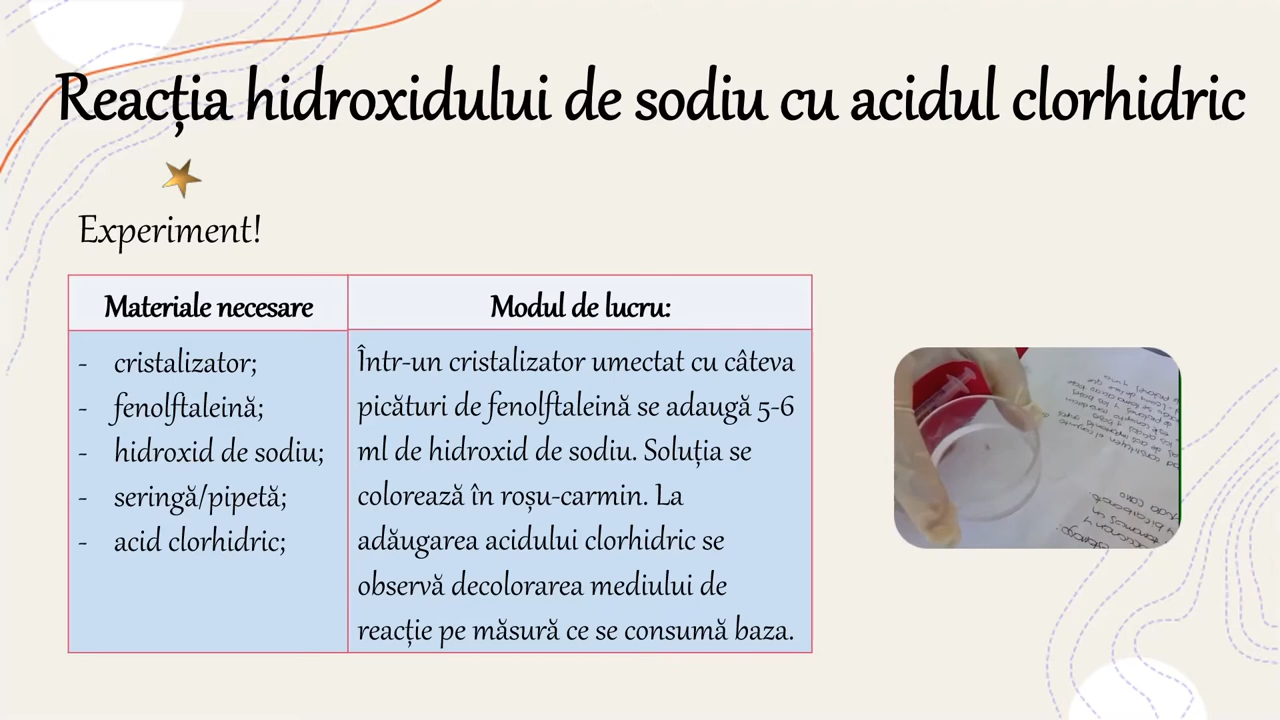 Reacția hidroxidului de sodiu cu acidul clorhidric
Experiment!
Materiale necesare
- cristalizator;
- fenolftaleină;
- hidroxid de sodiu;
- seringă/pipetă;
- acid clorhidric;
Modul de lucru:
Într-un cristalizator umectat cu câteva
picături de fenolftaleină se adaugă 5-6
ml de hidroxid de sodiu. Soluția se
colorează în roșu-carmin. La
adăugarea acidului clorhidric se
observă decolorarea mediului de
reacție pe măsură ce se consumă baza.